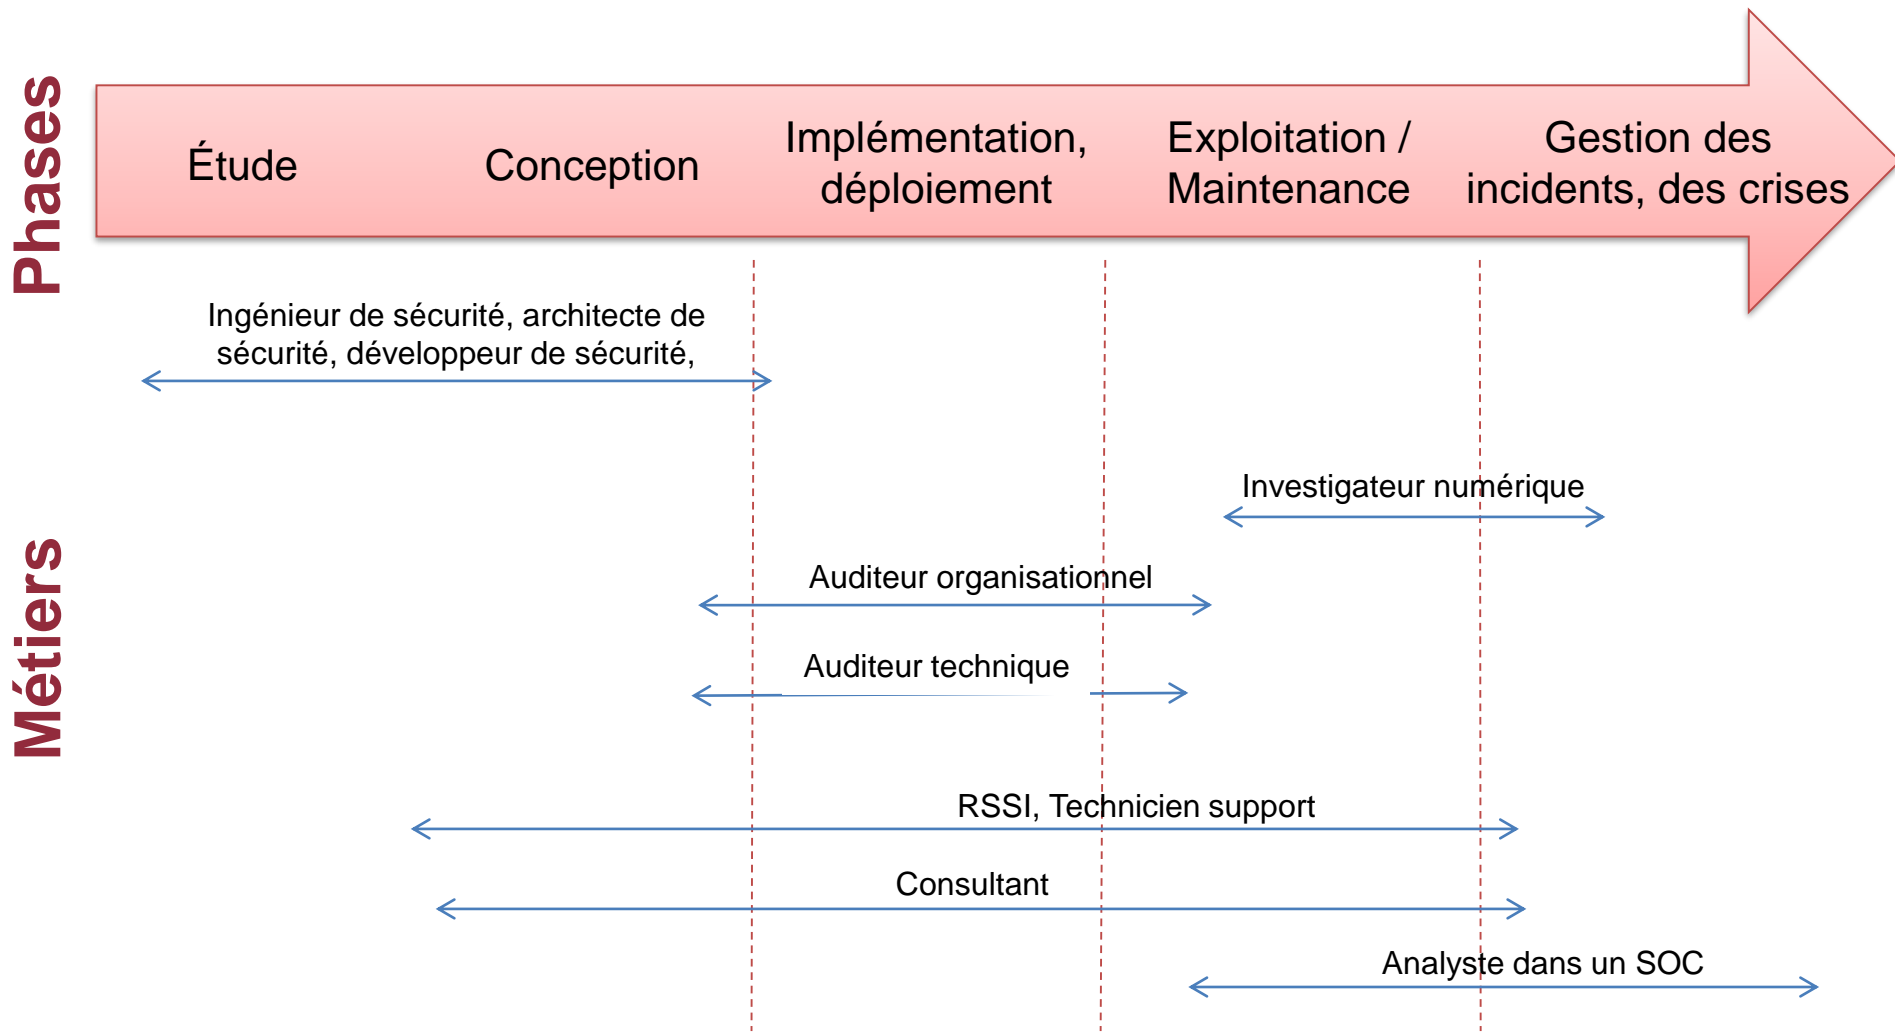 Phases
Étude
Conception
Implémentation,
déploiement
Exploitation /
Maintenance
Gestion des
incidents, des crises
Ingénieur de sécurité, architecte de
sécurité, développeur de sécurité,
Métiers
Investigateur numérique
Auditeur organisationnel
Auditeur technique
RSSI, Technicien support
Consultant
Analyste dans un SOC